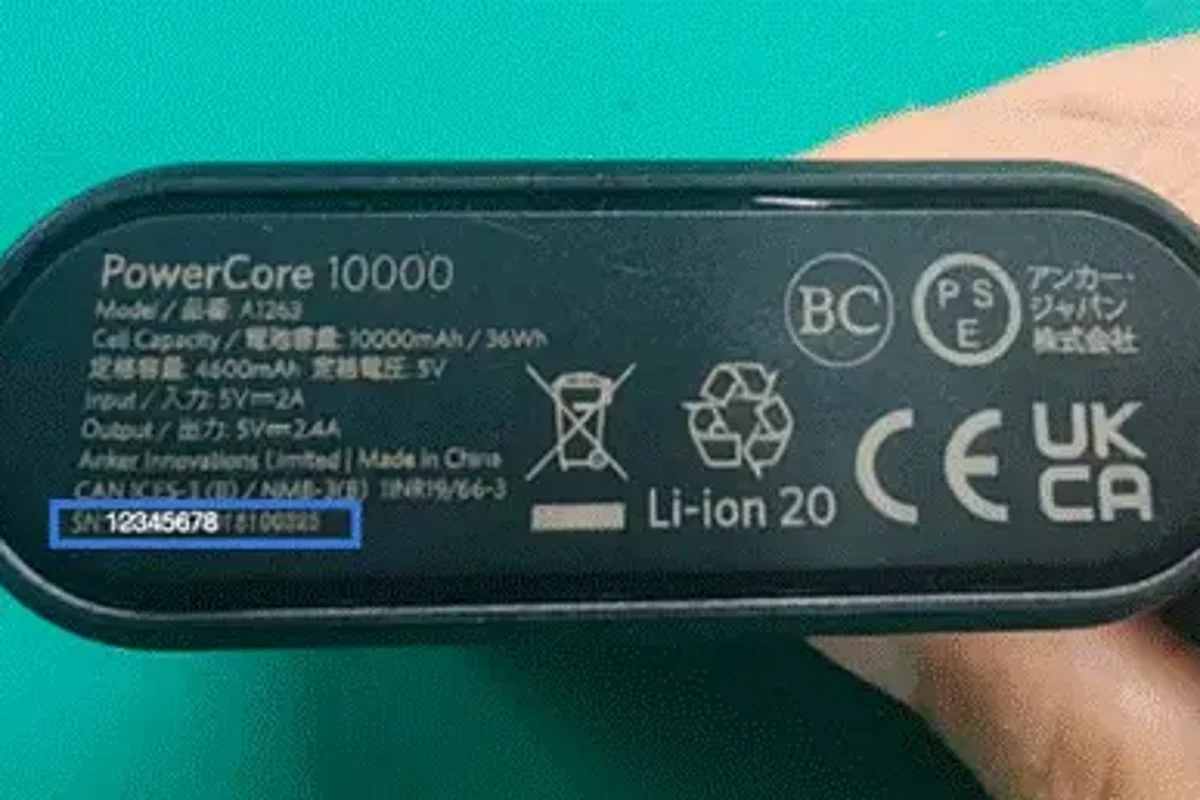 PowerCore 10000
Model / 品番: A1263
Cell Capacity / 電池容量: 10000mAh / 36Wh
定格容量: 4600mAh 定格電圧: 5V
Input / 入力: 5V⎓2A
Output / 出力: 5V⎓2.4A
Anker Innovations Limited | Made in China
CAN ICES-3 (B) / NMB-3(B) 1INR19/66-3
SN: 12345678
BC
PSE
アンカー・
ジャパン
株式会社
Li-ion 20
CE
UK
CA